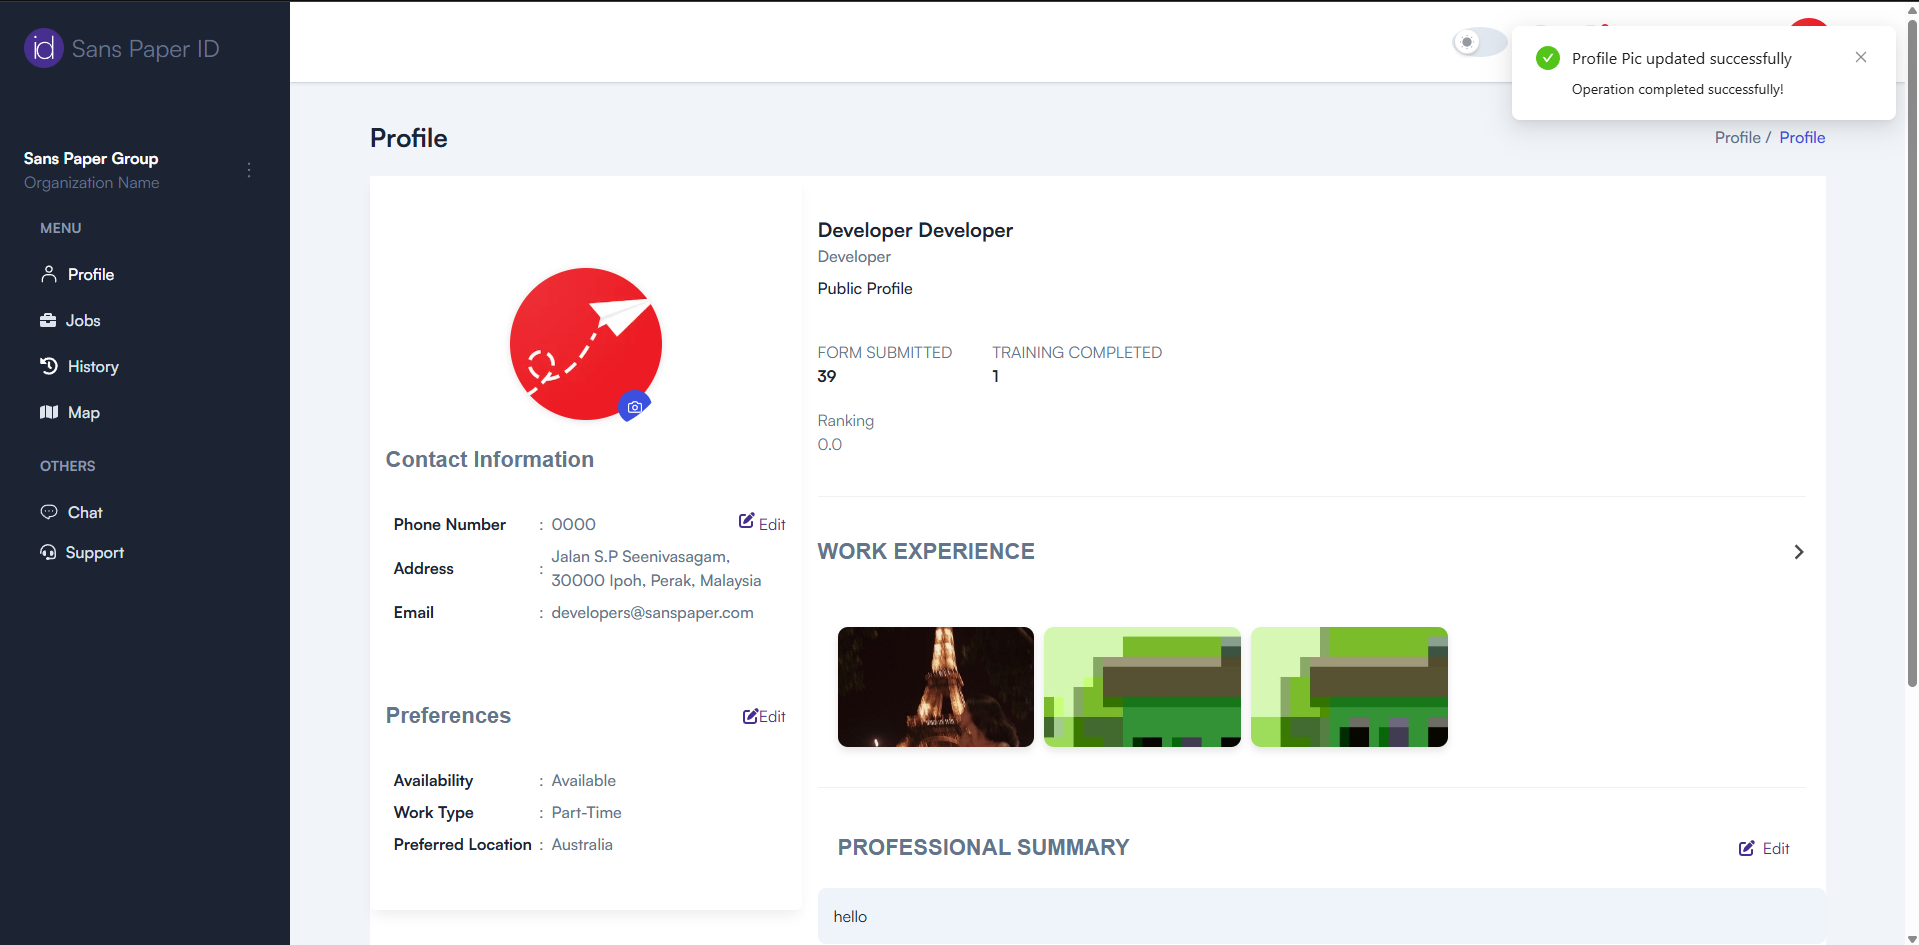 id Sans Paper ID
Sans Paper Group
Organization Name
MENU
Profile
Jobs
History
Map
OTHERS
Chat
Support
Profile Pic updated successfully
Operation completed successfully!
Profile
Profile / Profile
Developer Developer
Developer
Public Profile
FORM SUBMITTED TRAINING COMPLETED
39 1
Ranking
0.0
Contact Information
Phone Number : 0000 Edit
Address : Jalan S.P Seenivasagam,
30000 Ipoh, Perak, Malaysia
Email : developers@sanspaper.com
Preferences Edit
Availability : Available
Work Type : Part-Time
Preferred Location : Australia
WORK EXPERIENCE
PROFESSIONAL SUMMARY Edit
hello